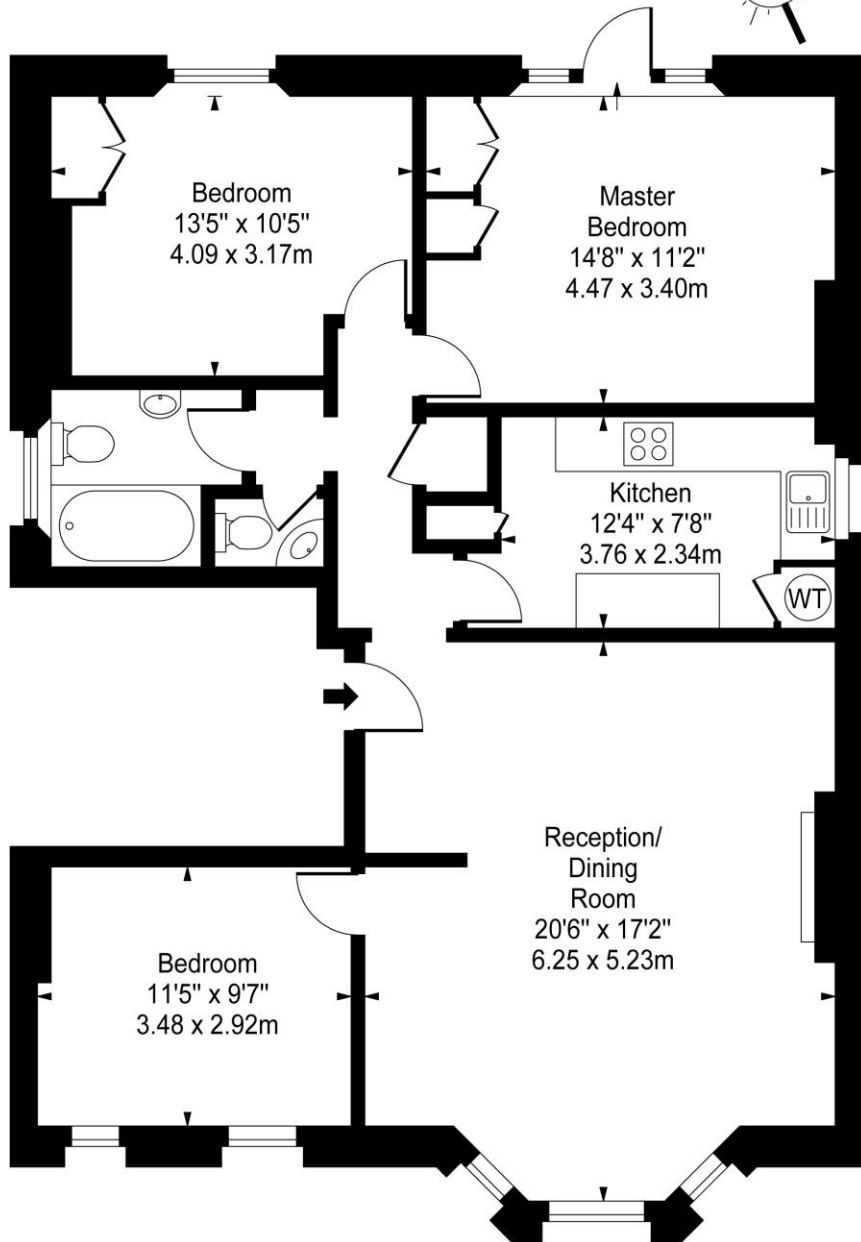 Bedroom
13'5" x 10'5"
4.09 x 3.17m
Master
Bedroom
14'8" x 11'2"
4.47 x 3.40m
Kitchen
12'4" x 7'8"
3.76 x 2.34m
WT
Reception/
Dining
Room
20'6" x 17'2"
6.25 x 5.23m
Bedroom
11'5" x 9'7"
3.48 x 2.92m